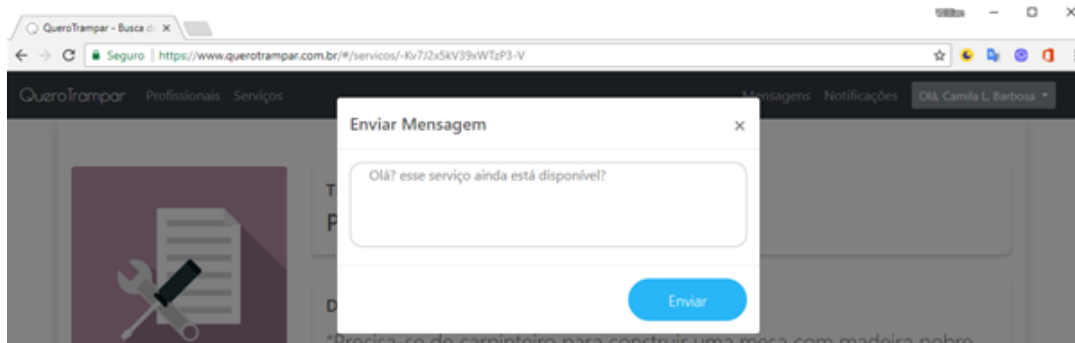 QueroTrampar - Busca d
Seguro | https://www.querotrampar.com.br/#/servicos/-Kv7J2x5kV39xWTzP3-V
QueroTrampar Profissionais Serviços Mensagens Notificações Olá, Camila L. Barbosa
Enviar Mensagem ×
Olá? esse serviço ainda está disponível?
T
P
Enviar
D
"Precisa-se de carpinteiro para construir uma mesa com madeira nobre